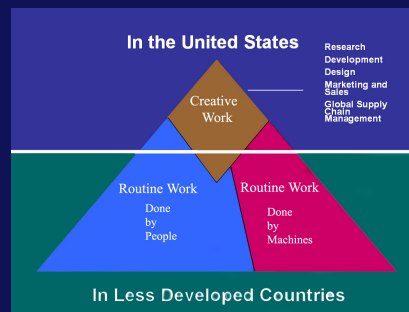 In the United States
Research
Development
Design
Marketing and
Sales
Global Supply
Chain
Management
Creative
Work
Routine Work
Done
by
People
Routine Work
Done
by
Machines
In Less Developed Countries